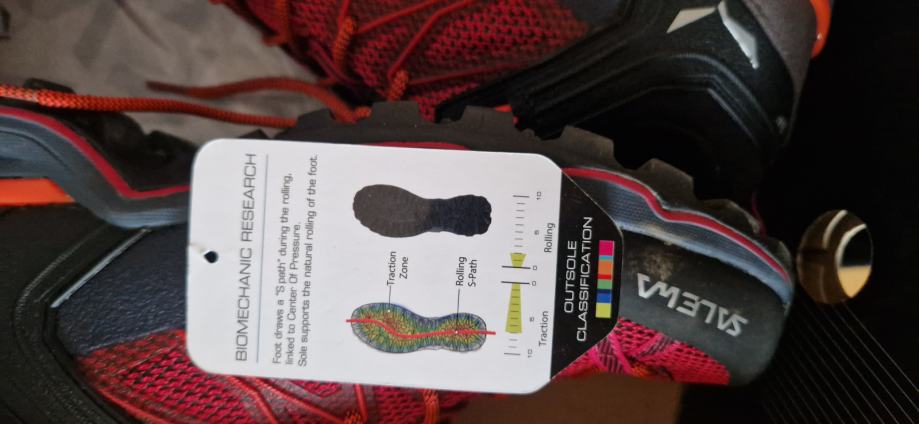 BIOMECHANIC RESEARCH
Foot draws a "S path" during the rolling,
linked to Center Of Pressure.
Sole supports the natural rolling of the foot.
Traction
Zone
Rolling
S-Path
10 5 0 0 5 10
Traction Rolling
OUTSOLE
CLASSIFICATION
SALEWA